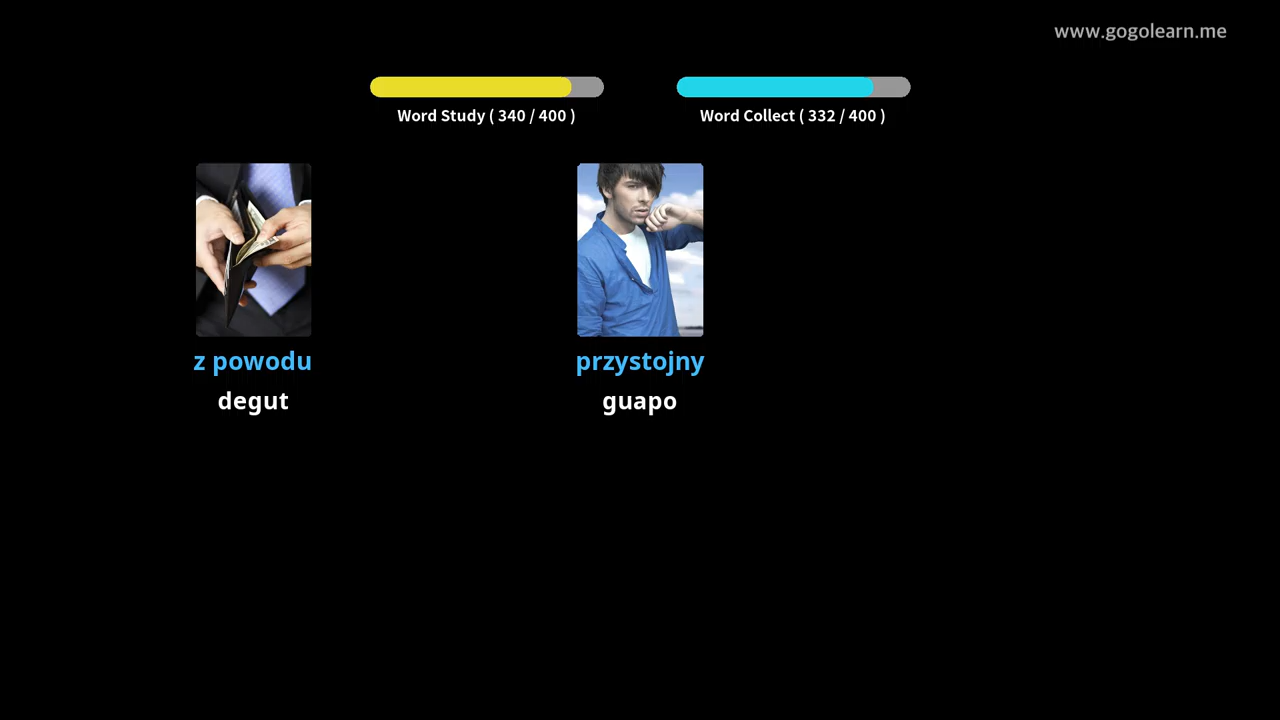 www.gogolearn.me
Word Study ( 340 / 400 )
Word Collect ( 332 / 400 )
z powodu
degut
przystojny
guapo